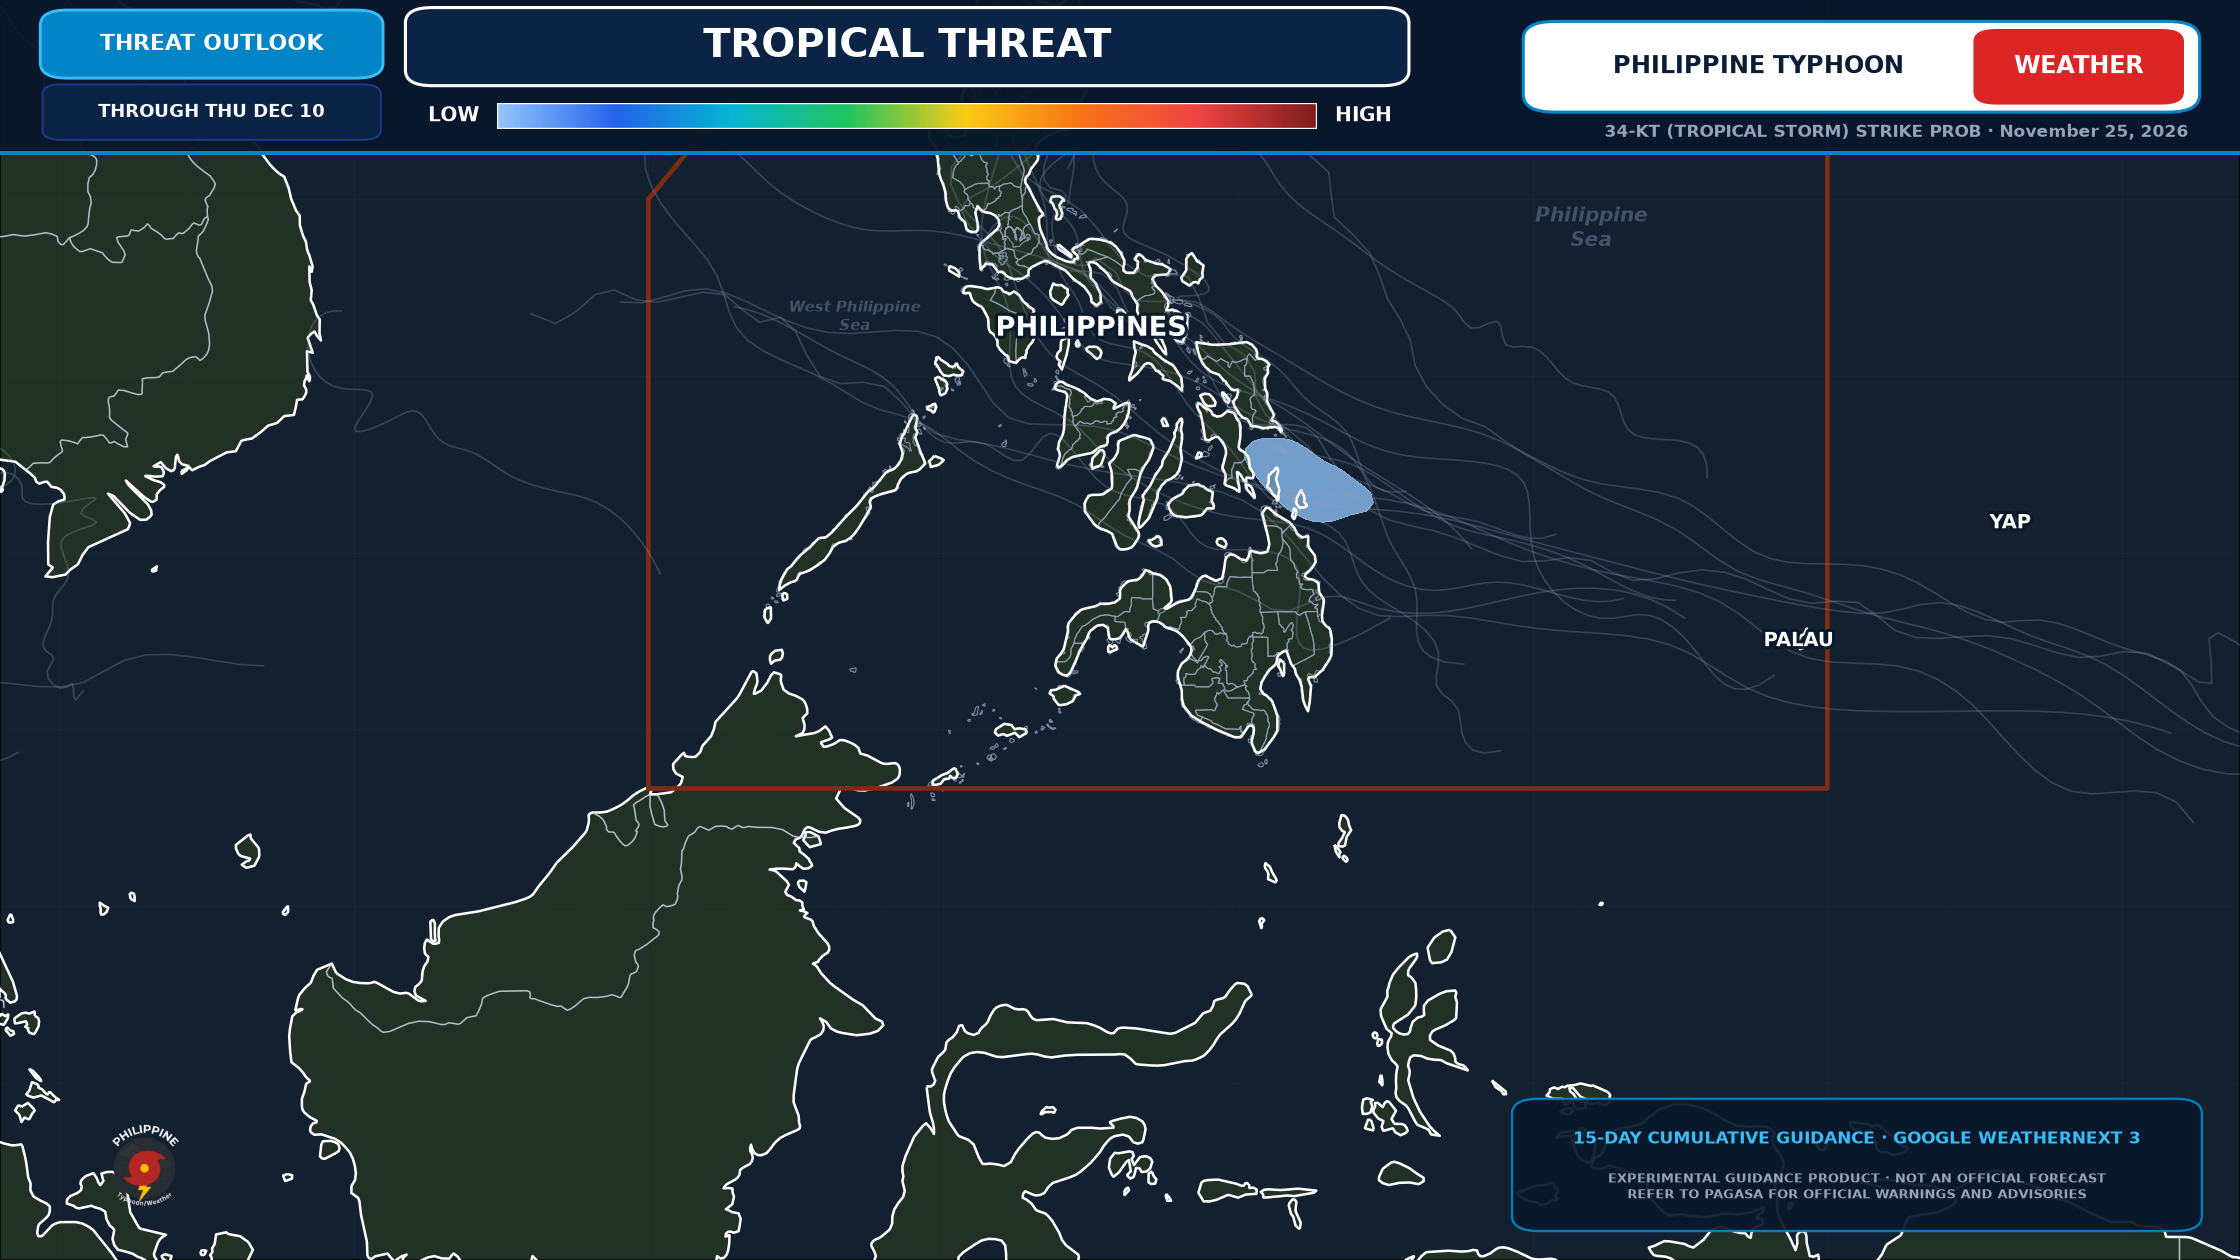 THREAT OUTLOOK
THROUGH THU DEC 10
TROPICAL THREAT
LOW
HIGH
PHILIPPINE TYPHOON
WEATHER
34-KT (TROPICAL STORM) STRIKE PROB · November 25, 2026
Philippine
Sea
West Philippine
Sea
PHILIPPINES
YAP
PALAU
15-DAY CUMULATIVE GUIDANCE · GOOGLE WEATHERNEXT 3
EXPERIMENTAL GUIDANCE PRODUCT · NOT AN OFFICIAL FORECAST
REFER TO PAGASA FOR OFFICIAL WARNINGS AND ADVISORIES
PHILIPPINE
Typhoon/Weather